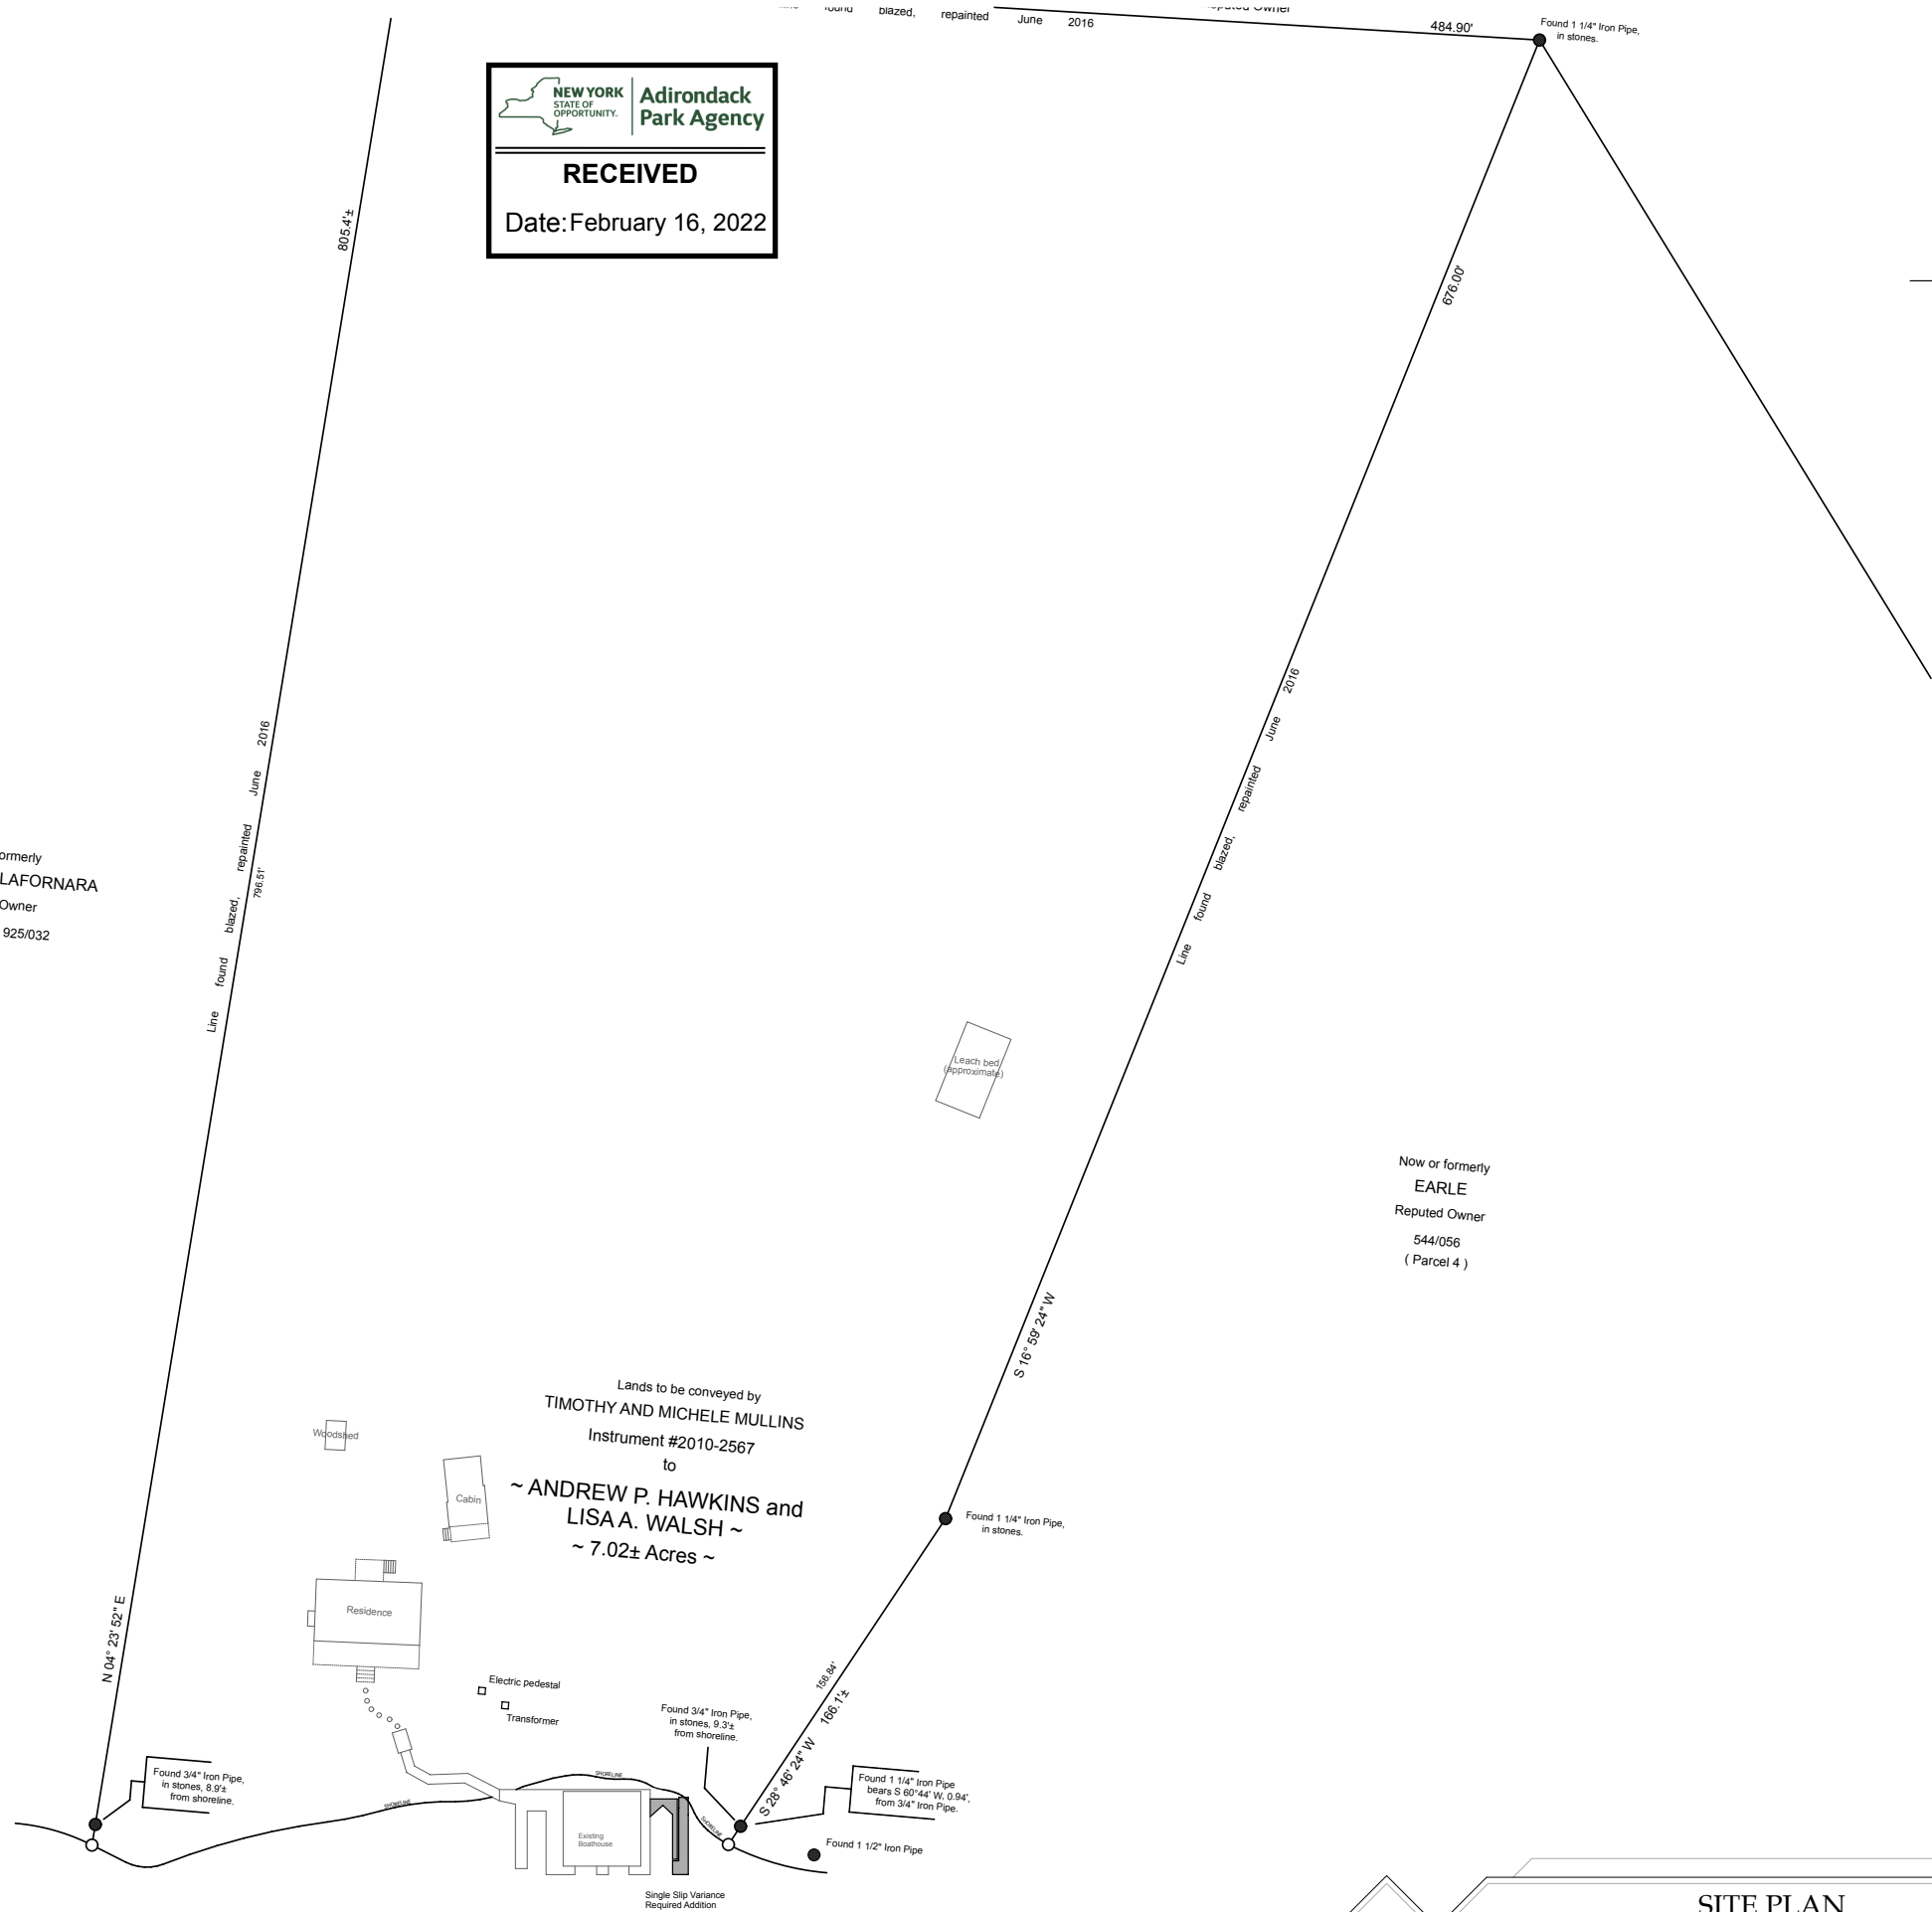 found blazed, repainted June 2016
Reputed Owner
484.90'
Found 1 1/4" Iron Pipe,
in stones.
NEW YORK
STATE OF
OPPORTUNITY.
Adirondack
Park Agency
RECEIVED
Date: February 16, 2022
805.4'±
676.00'
Line found blazed, repainted June 2016
796.51'
Line found blazed, repainted June 2016
ormerly
LAFORNARA
Owner
925/032
Leach bed
(approximate)
Now or formerly
EARLE
Reputed Owner
544/056
( Parcel 4 )
S 16° 59' 24" W
Lands to be conveyed by
TIMOTHY AND MICHELE MULLINS
Instrument #2010-2567
to
~ ANDREW P. HAWKINS and
LISA A. WALSH ~
~ 7.02± Acres ~
Woodshed
Cabin
Found 1 1/4" Iron Pipe,
in stones.
Residence
N 04° 23' 52" E
Electric pedestal
Transformer
Found 3/4" Iron Pipe,
in stones, 9.3'±
from shoreline.
156.84'
S 28° 46' 24" W 166.1'±
Found 3/4" Iron Pipe,
in stones, 8.9'±
from shoreline.
SHORELINE
SHORELINE
SHORELINE
Found 1 1/4" Iron Pipe
bears S 60°44' W, 0.94',
from 3/4" Iron Pipe.
Existing
Boathouse
Found 1 1/2" Iron Pipe
Single Slip Variance
Required Addition
SITE PLAN